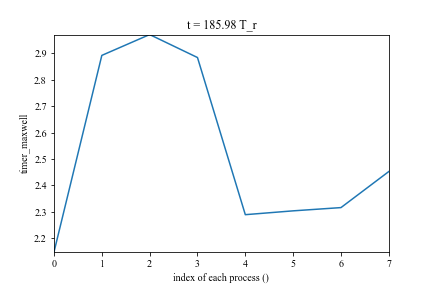 t = 185.98 T_r
2.9
2.8
2.7
2.6
2.5
2.4
2.3
2.2
timer_maxwell
0 1 2 3 4 5 6 7
index of each process ()